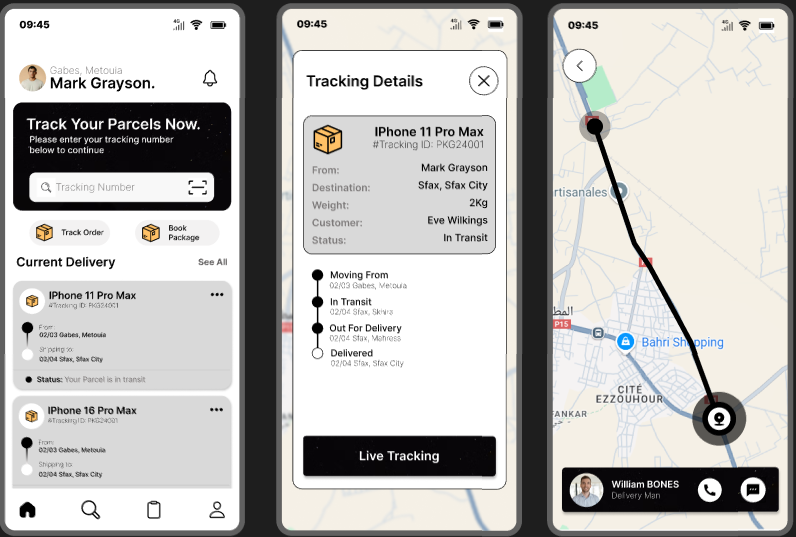 09:45
4G
Gabes, Metouia
Mark Grayson.
Track Your Parcels Now.
Please enter your tracking number
below to continue
Tracking Number
Track Order
Book
Package
Current Delivery
See All
IPhone 11 Pro Max
#Tracking ID: PKG24001
From:
02/03 Gabes, Metouia
Shipping to:
02/04 Sfax, Sfax City
Status: Your Parcel is in transit
IPhone 16 Pro Max
#Tracking ID: PKG24001
From:
02/03 Gabes, Metouia
Shipping to:
02/04 Sfax, Sfax City
09:45
4G
Tracking Details
IPhone 11 Pro Max
#Tracking ID: PKG24001
From: Mark Grayson
Destination: Sfax, Sfax City
Weight: 2Kg
Customer: Eve Wilkings
Status: In Transit
Moving From
02/03 Gabes, Metouia
In Transit
02/04 Sfax, Skhira
Out For Delivery
02/04 Sfax, Mahress
Delivered
02/04 Sfax, Sfax City
Live Tracking
09:45
4G
rtisanales
المط
P15
Bahri Shopping
CITÉ
EZZOUHOUR
ANKAR
William BONES
Delivery Man